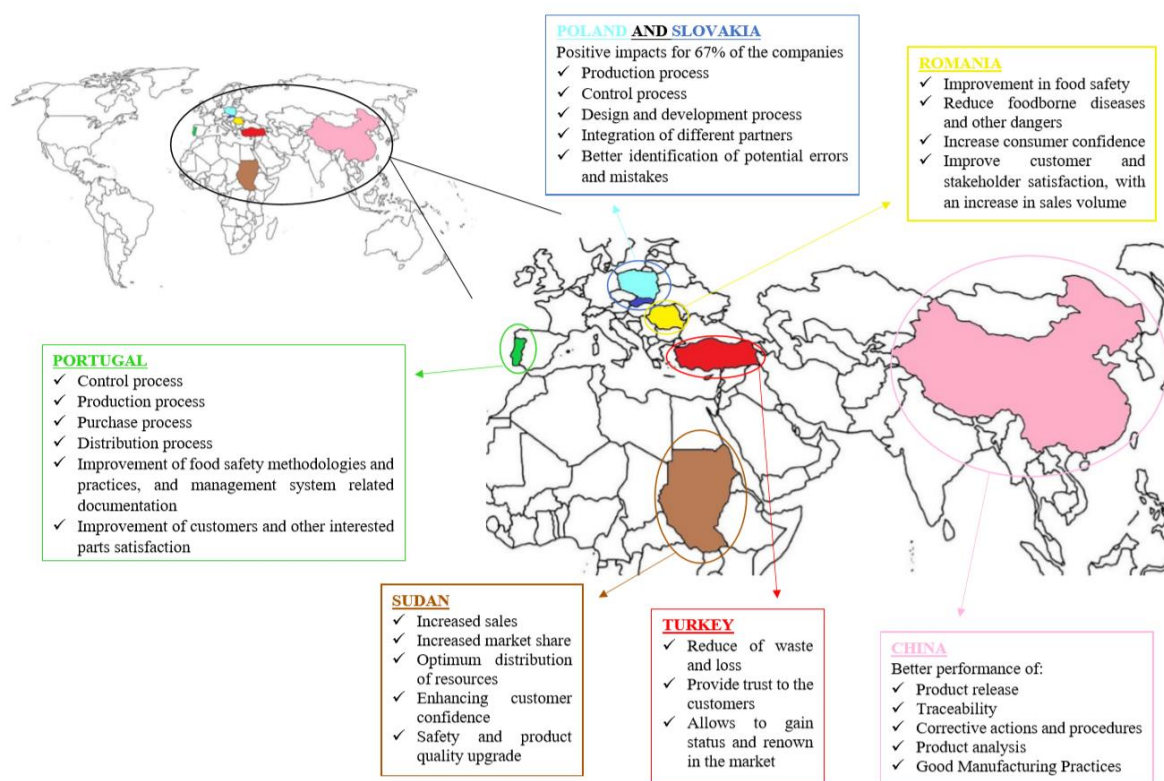 POLAND AND SLOVAKIA
Positive impacts for 67% of the companies
✓ Production process
✓ Control process
✓ Design and development process
✓ Integration of different partners
✓ Better identification of potential errors
and mistakes
ROMANIA
✓ Improvement in food safety
✓ Reduce foodborne diseases
and other dangers
✓ Increase consumer confidence
✓ Improve customer and
stakeholder satisfaction, with
an increase in sales volume
PORTUGAL
✓ Control process
✓ Production process
✓ Purchase process
✓ Distribution process
✓ Improvement of food safety methodologies and
practices, and management system related
documentation
✓ Improvement of customers and other interested
parts satisfaction
SUDAN
✓ Increased sales
✓ Increased market share
✓ Optimum distribution
of resources
✓ Enhancing customer
confidence
✓ Safety and product
quality upgrade
TURKEY
✓ Reduce of waste
and loss
✓ Provide trust to the
customers
✓ Allows to gain
status and renown
in the market
CHINA
Better performance of:
✓ Product release
✓ Traceability
✓ Corrective actions and procedures
✓ Product analysis
✓ Good Manufacturing Practices